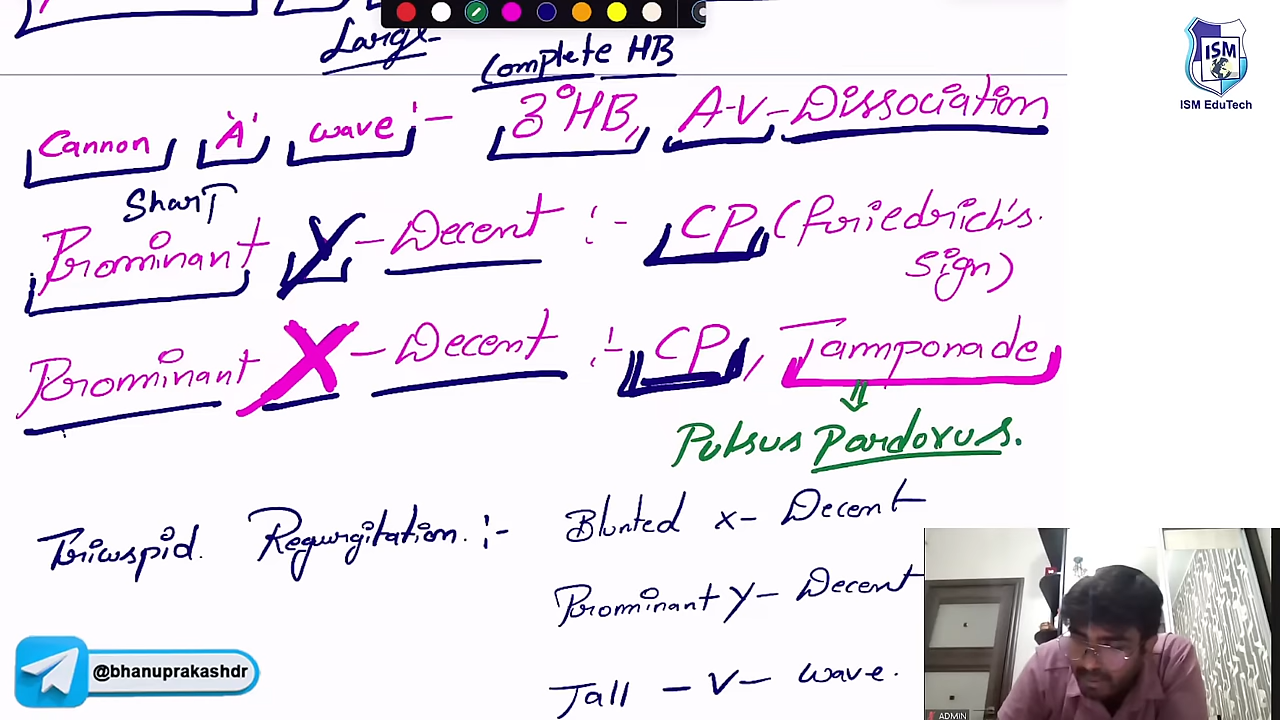 Large
ISM
ISM EduTech
Complete HB
Cannon 'A' wave :- 3°HB, A-V-Dissociation
Sharp
Prominant Y-Decent :- CP (friedrich's
sign)
Prominant X-Decent :- CP, Tamponade
Pulsus Pardoxus.
Tricuspid. Regurgitation. :- Blunted x- Decent
Prominant Y- Decent
Tall - V- wave.
@bhanuprakashdr
ADMIN